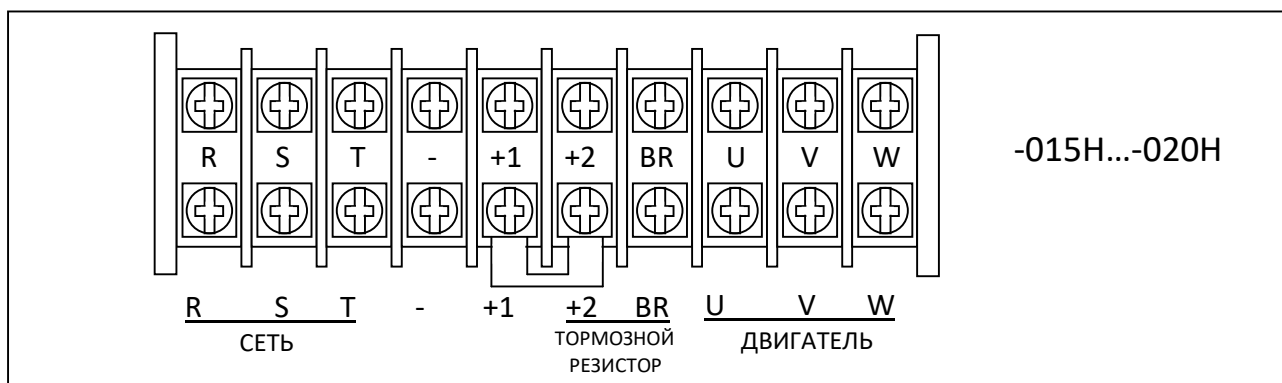 R S T - +1 +2 BR U V W
-015H...-020H
R S T - +1 +2 BR U V W
СЕТЬ
ТОРМОЗНОЙ
РЕЗИСТОР
ДВИГАТЕЛЬ